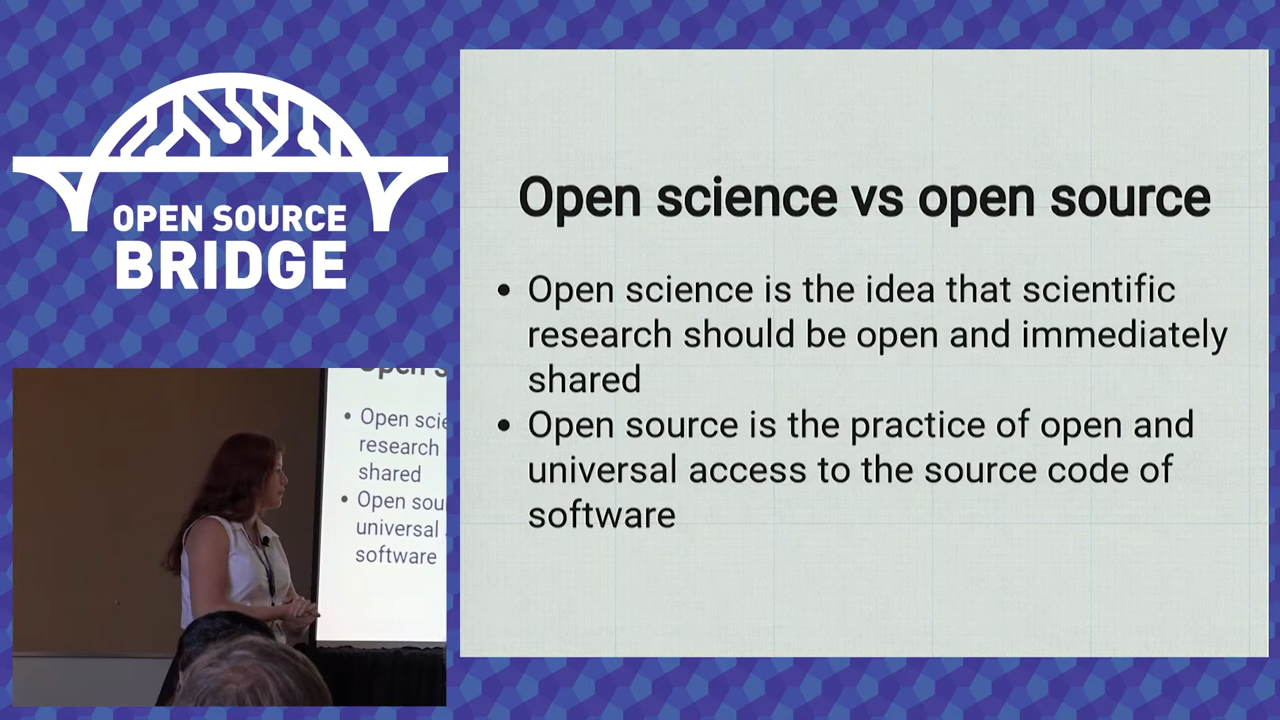 OPEN SOURCE
BRIDGE
Open science vs open source
• Open science is the idea that scientific
research should be open and immediately
shared
• Open source is the practice of open and
universal access to the source code of
software
Open s
• Open scie
research
shared
• Open sou
universal
software